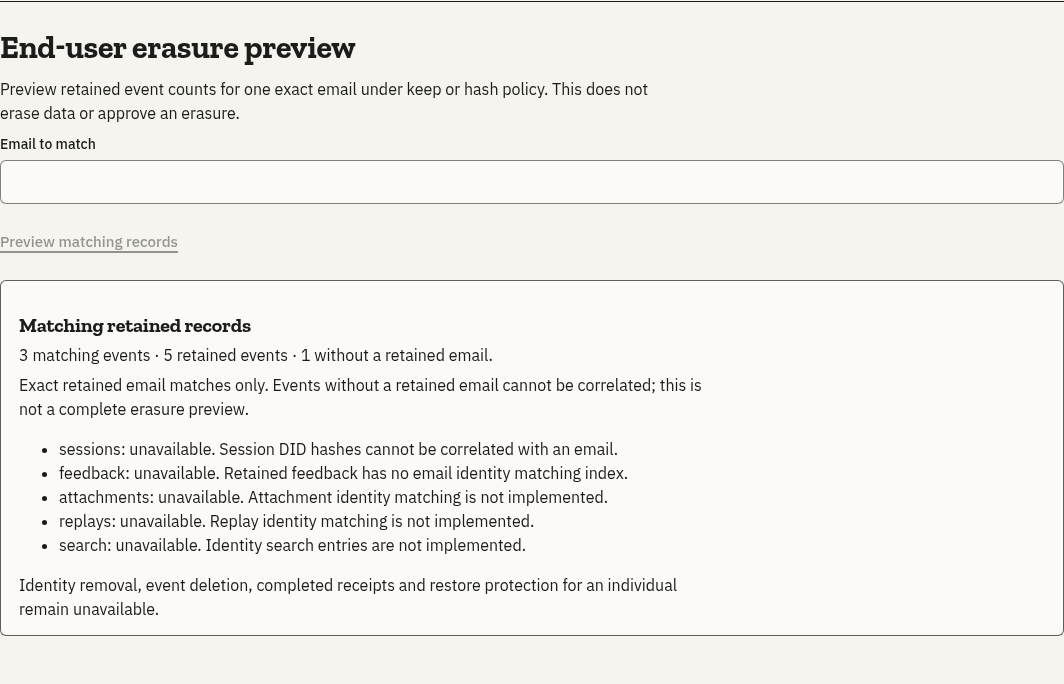 End-user erasure preview
Preview retained event counts for one exact email under keep or hash policy. This does not
erase data or approve an erasure.
Email to match
Preview matching records
Matching retained records
3 matching events · 5 retained events · 1 without a retained email.
Exact retained email matches only. Events without a retained email cannot be correlated; this is
not a complete erasure preview.
• sessions: unavailable. Session DID hashes cannot be correlated with an email.
• feedback: unavailable. Retained feedback has no email identity matching index.
• attachments: unavailable. Attachment identity matching is not implemented.
• replays: unavailable. Replay identity matching is not implemented.
• search: unavailable. Identity search entries are not implemented.
Identity removal, event deletion, completed receipts and restore protection for an individual
remain unavailable.